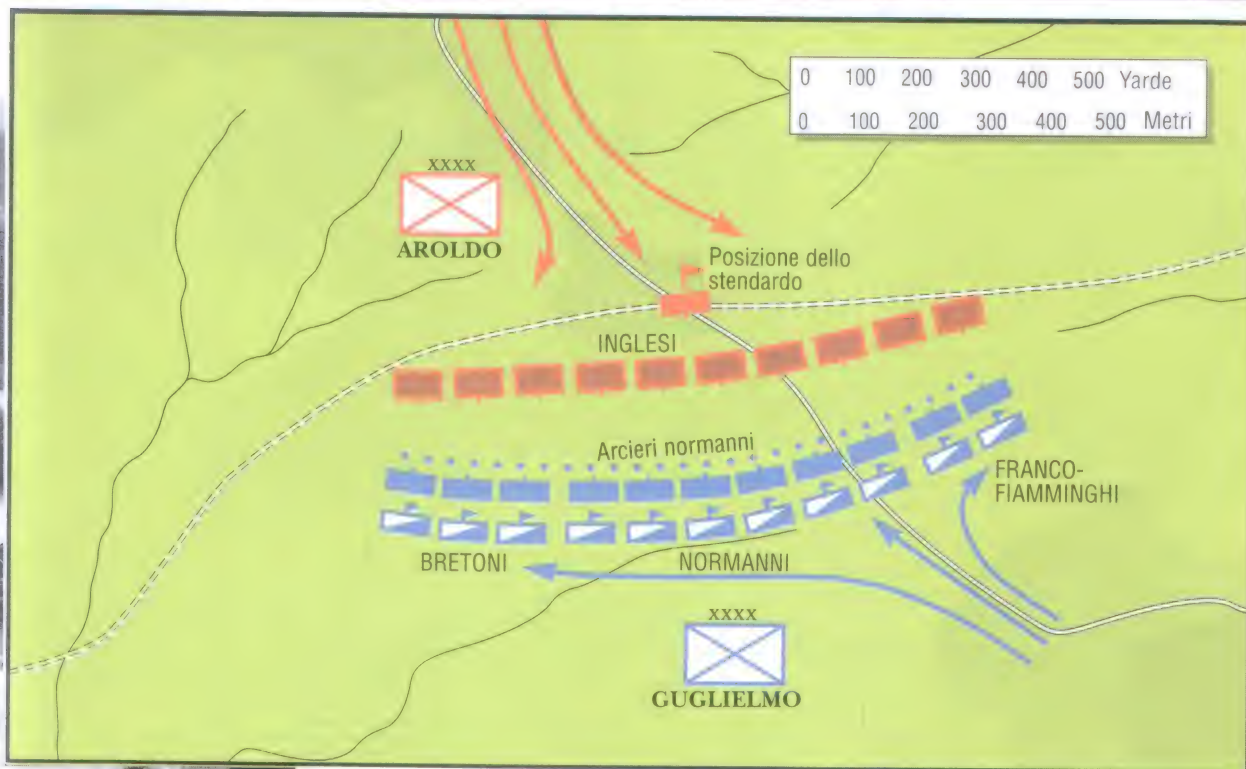 0 100 200 300 400 500 Yarde
0 100 200 300 400 500 Metri
XXXX
AROLDO
Posizione dello
stendardo
INGLESI
Arcieri normanni
FRANCO-
FIAMMINGHI
BRETONI
NORMANNI
XXXX
GUGLIELMO